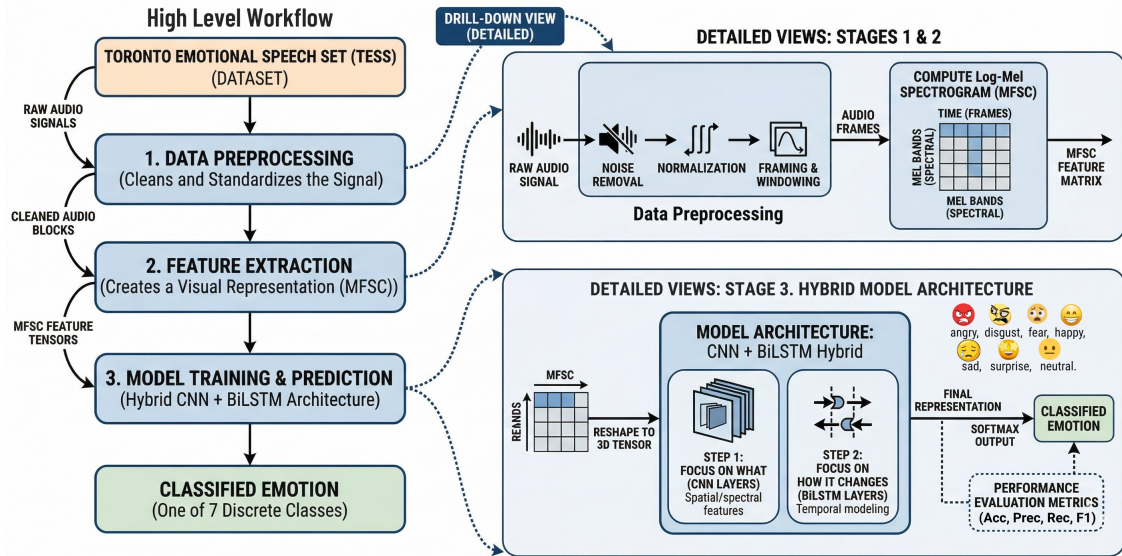 High Level Workflow
TORONTO EMOTIONAL SPEECH SET (TESS)
(DATASET)
RAW AUDIO
SIGNALS
1. DATA PREPROCESSING
(Cleans and Standardizes the Signal)
CLEANED AUDIO
BLOCKS
2. FEATURE EXTRACTION
(Creates a Visual Representation (MFSC))
MFSC FEATURE
TENSORS
3. MODEL TRAINING & PREDICTION
(Hybrid CNN + BiLSTM Architecture)
CLASSIFIED EMOTION
(One of 7 Discrete Classes)
DRILL-DOWN VIEW
(DETAILED)
DETAILED VIEWS: STAGES 1 & 2
RAW AUDIO
SIGNAL
NOISE
REMOVAL
NORMALIZATION
FRAMING &
WINDOWING
Data Preprocessing
AUDIO
FRAMES
COMPUTE Log-Mel
SPECTROGRAM (MFSC)
TIME (FRAMES)
MEL BANDS
(SPECTRAL)
MEL BANDS
(SPECTRAL)
MFSC
FEATURE
MATRIX
DETAILED VIEWS: STAGE 3. HYBRID MODEL ARCHITECTURE
MFSC
RESHAPE TO
3D TENSOR
MODEL ARCHITECTURE:
CNN + BiLSTM Hybrid
STEP 1:
FOCUS ON WHAT
(CNN LAYERS)
Spatial/spectral
features
STEP 2:
FOCUS ON
HOW IT CHANGES
(BiLSTM LAYERS)
Temporal modeling
angry, disgust, fear, happy,
sad, surprise, neutral.
FINAL
REPRESENTATION
SOFTMAX
OUTPUT
CLASSIFIED
EMOTION
PERFORMANCE
EVALUATION METRICS
(Acc, Prec, Rec, F1)